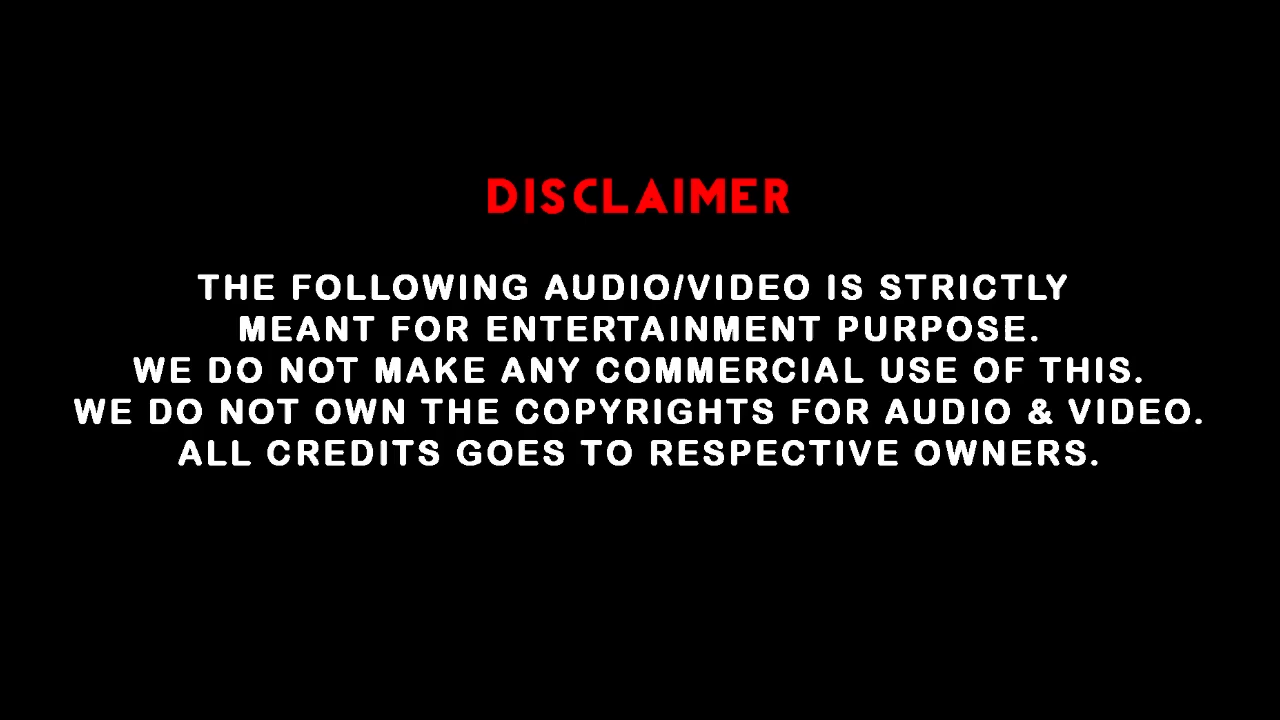 DISCLAIMER
THE FOLLOWING AUDIO/VIDEO IS STRICTLY
MEANT FOR ENTERTAINMENT PURPOSE.
WE DO NOT MAKE ANY COMMERCIAL USE OF THIS.
WE DO NOT OWN THE COPYRIGHTS FOR AUDIO & VIDEO.
ALL CREDITS GOES TO RESPECTIVE OWNERS.